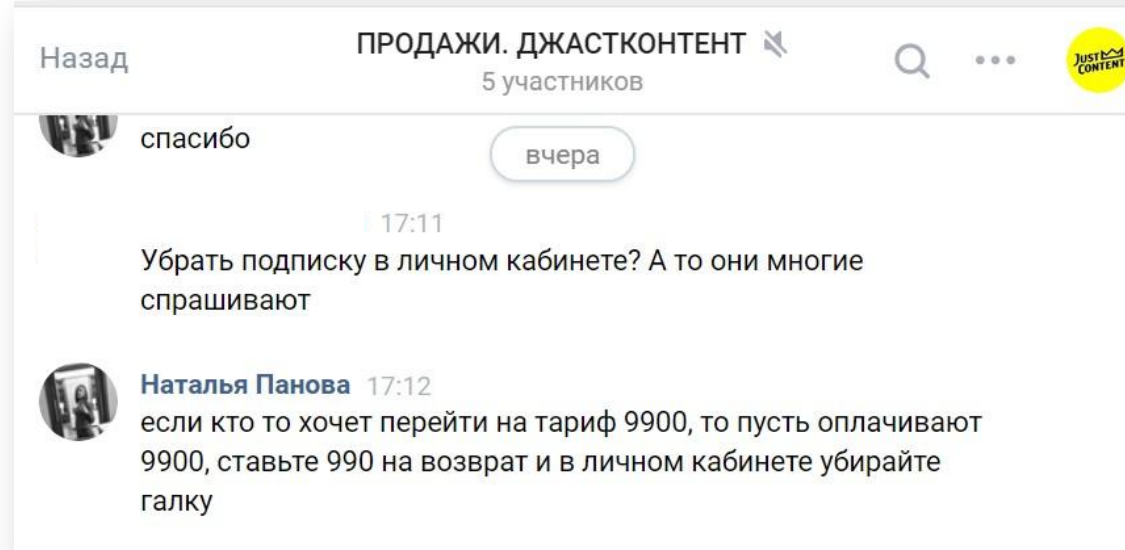 Назад
ПРОДАЖИ. ДЖАСТКОНТЕНТ
5 участников
JUST
CONTENT
спасибо
вчера
17:11
Убрать подписку в личном кабинете? А то они многие
спрашивают
Наталья Панова 17:12
если кто то хочет перейти на тариф 9900, то пусть оплачивают
9900, ставьте 990 на возврат и в личном кабинете убирайте
галку